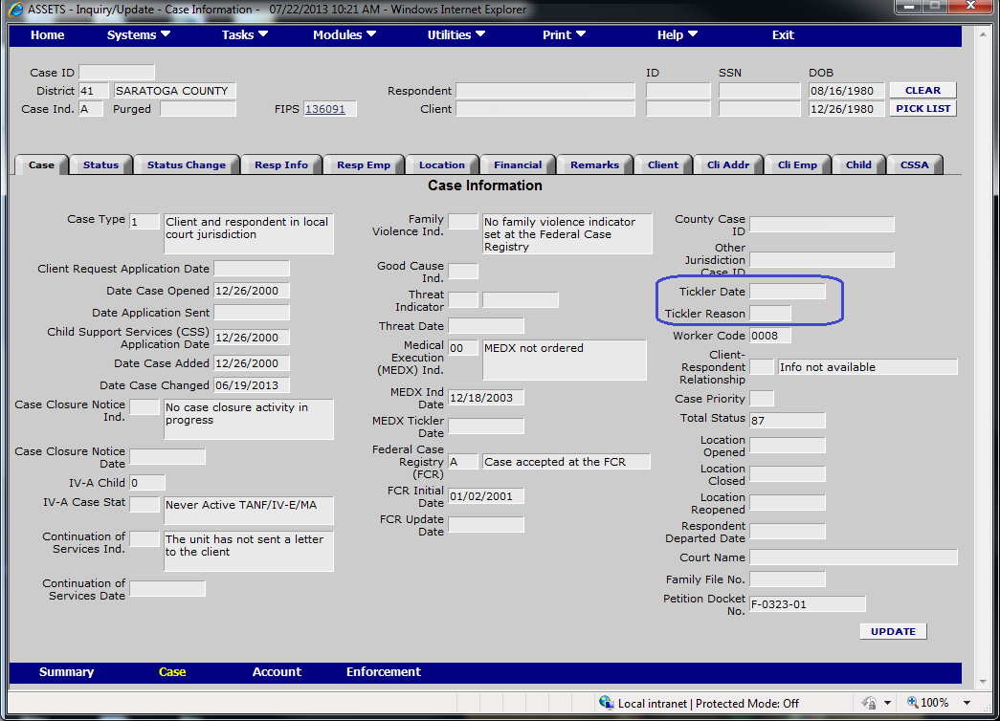 ASSETS - Inquiry/Update - Case Information - 07/22/2013 10:21 AM - Windows Internet Explorer
Home Systems Tasks Modules Utilities Print Help Exit
Case ID
ID SSN DOB
District 41 SARATOGA COUNTY Respondent 08/16/1980 CLEAR
Case Ind. A Purged FIPS 136091 Client 12/26/1980 PICK LIST
Case Status Status Change Resp Info Resp Emp Location Financial Remarks Client Cli Addr Cli Emp Child CSSA
Case Information
Case Type 1 Client and respondent in local
court jurisdiction
Client Request Application Date
Date Case Opened 12/26/2000
Date Application Sent
Child Support Services (CSS)
Application Date 12/26/2000
Date Case Added 12/26/2000
Date Case Changed 06/19/2013
Case Closure Notice
Ind.
No case closure activity in
progress
Case Closure Notice
Date
IV-A Child 0
IV-A Case Stat Never Active TANF/IV-E/MA
Continuation of
Services Ind.
The unit has not sent a letter
to the client
Continuation of
Services Date
Family
Violence Ind.
No family violence indicator
set at the Federal Case
Registry
Good Cause
Ind.
Threat
Indicator
Threat Date
Medical
Execution
(MEDX) Ind.
00 MEDX not ordered
MEDX Ind
Date 12/18/2003
MEDX Tickler
Date
Federal Case
Registry
(FCR)
A Case accepted at the FCR
FCR Initial
Date 01/02/2001
FCR Update
Date
County Case
ID
Other
Jurisdiction
Case ID
Tickler Date
Tickler Reason
Worker Code 0008
Client-
Respondent
Relationship
Info not available
Case Priority
Total Status 87
Location
Opened
Location
Closed
Location
Reopened
Respondent
Departed Date
Court Name
Family File No.
Petition Docket
No. F-0323-01
UPDATE
Summary Case Account Enforcement
Local intranet | Protected Mode: Off 100%